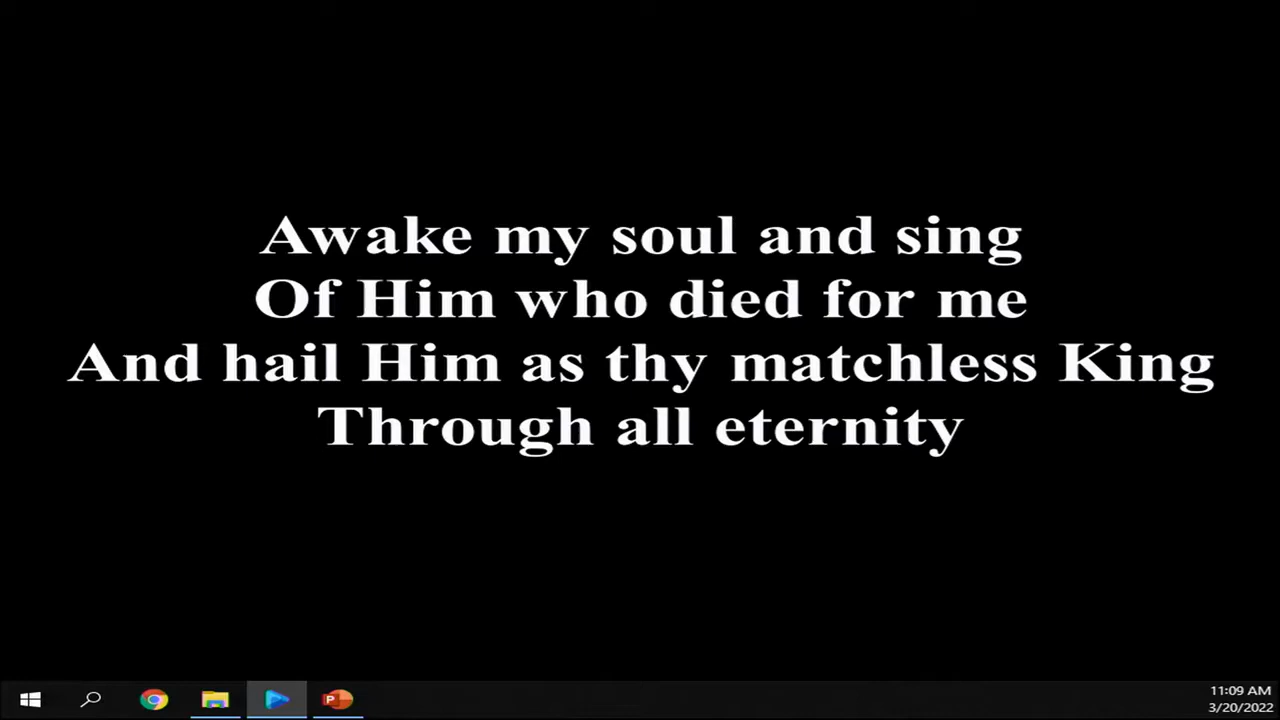 Awake my soul and sing
Of Him who died for me
And hail Him as thy matchless King
Through all eternity
P
11:09 AM
3/20/2022